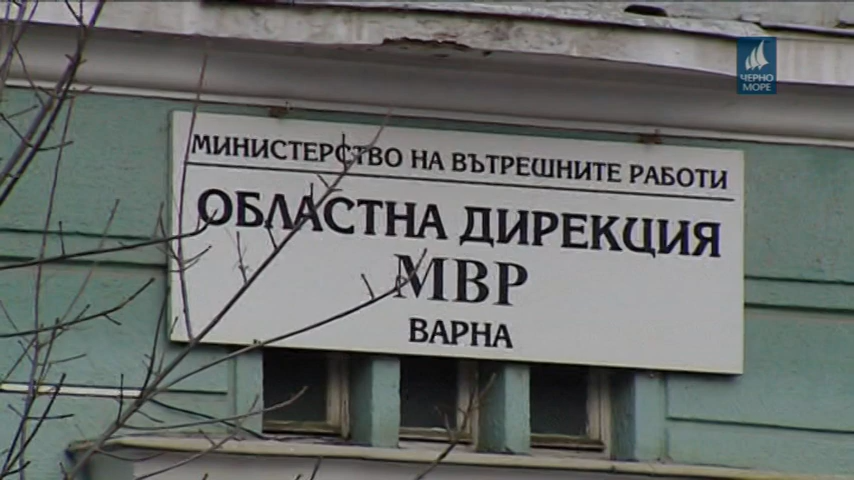 ЧЕРНО
МОРЕ
МИНИСТЕРСТВО НА ВЪТРЕШНИТЕ РАБОТИ
ОБЛАСТНА ДИРЕКЦИЯ
МВР
ВАРНА